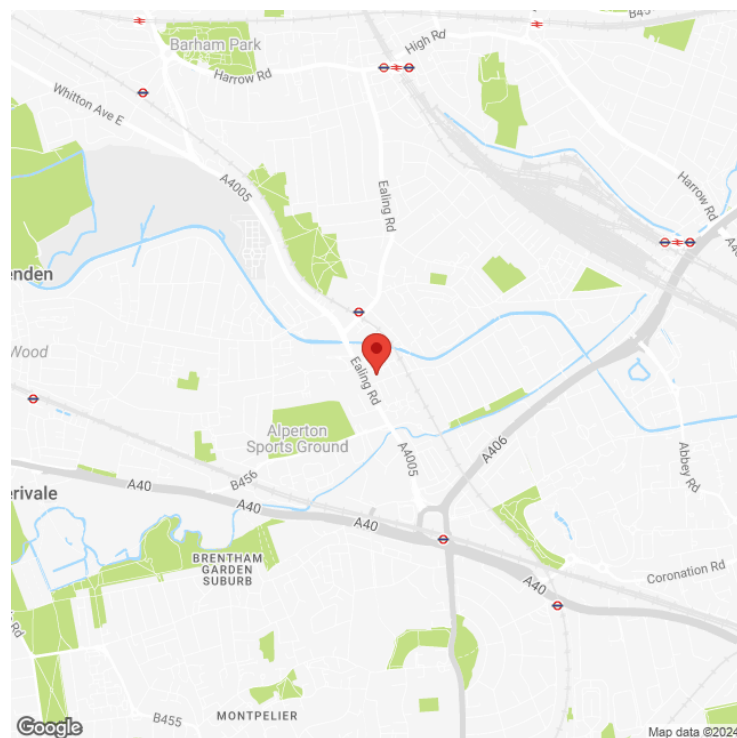 B45
High Rd
Barham Park
Harrow Rd
Whitton Ave E
A4005
Ealing Rd
Harrow Rd
A40
enden
Wood
Ealing Rd
Alperton
Sports Ground
A4005
A406
Abbey Rd
B456
erivale
A40
A40
A40
BRENTHAM
GARDEN
SUBURB
Coronation Rd
Rd
B455
MONTPELIER
Google
Map data ©2024